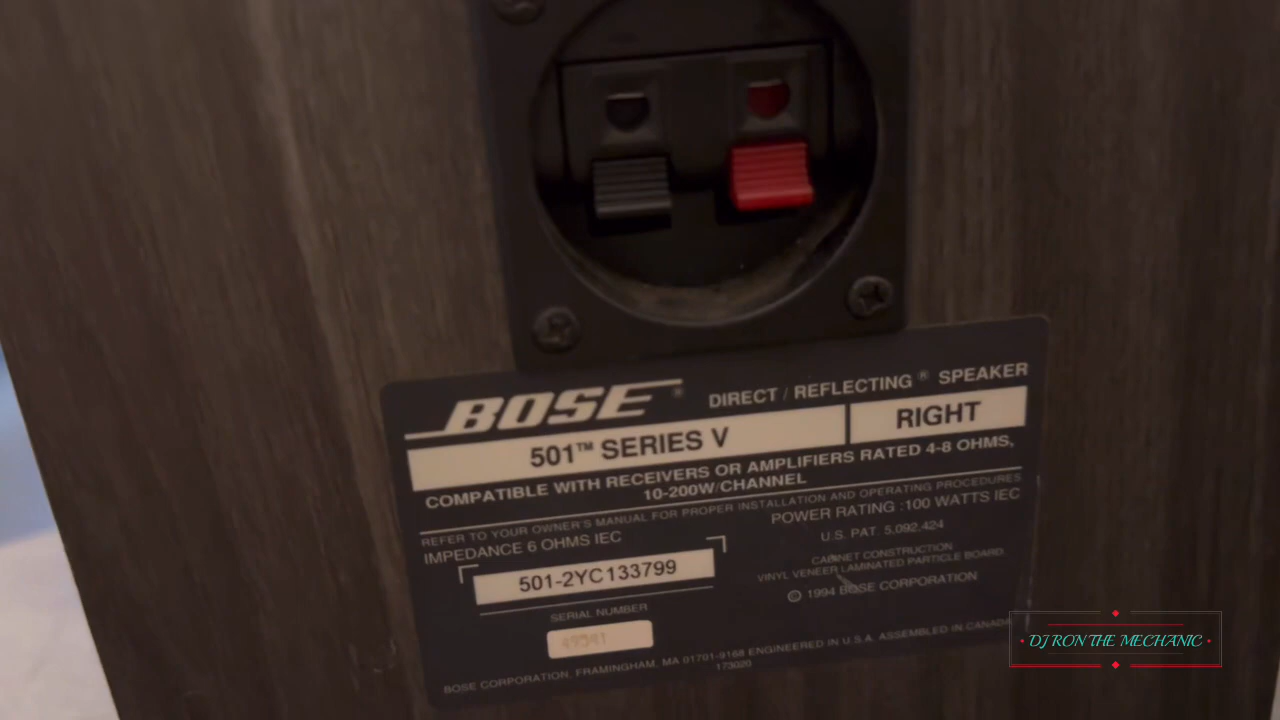 BOSE® DIRECT / REFLECTING® SPEAKER
501™ SERIES V RIGHT
COMPATIBLE WITH RECEIVERS OR AMPLIFIERS RATED 4-8 OHMS,
10-200W/CHANNEL
REFER TO YOUR OWNER'S MANUAL FOR PROPER INSTALLATION AND OPERATING PROCEDURES
IMPEDANCE 6 OHMS IEC
POWER RATING :100 WATTS IEC
U.S. PAT. 5,092,424
501-2YC133799
SERIAL NUMBER
CABINET CONSTRUCTION
VINYL VENEER LAMINATED PARTICLE BOARD.
© 1994 BOSE CORPORATION
BOSE CORPORATION, FRAMINGHAM, MA 01701-9168 ENGINEERED IN U.S.A. ASSEMBLED IN CANADA
173020
DJ RON THE MECHANIC